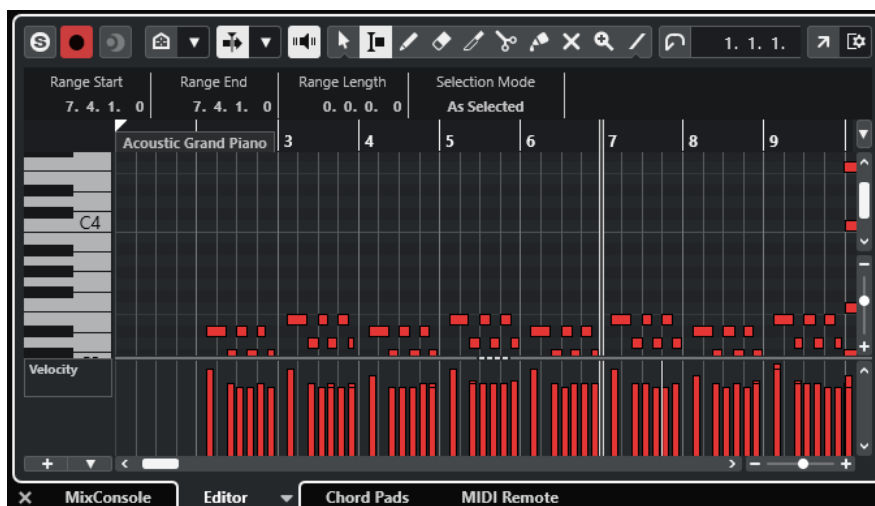 S
1. 1. 1.
Range Start Range End Range Length Selection Mode
7. 4. 1. 0 7. 4. 1. 0 0. 0. 0. 0 As Selected
Acoustic Grand Piano 3 4 5 6 7 8 9
C4
Velocity
MixConsole Editor Chord Pads MIDI Remote